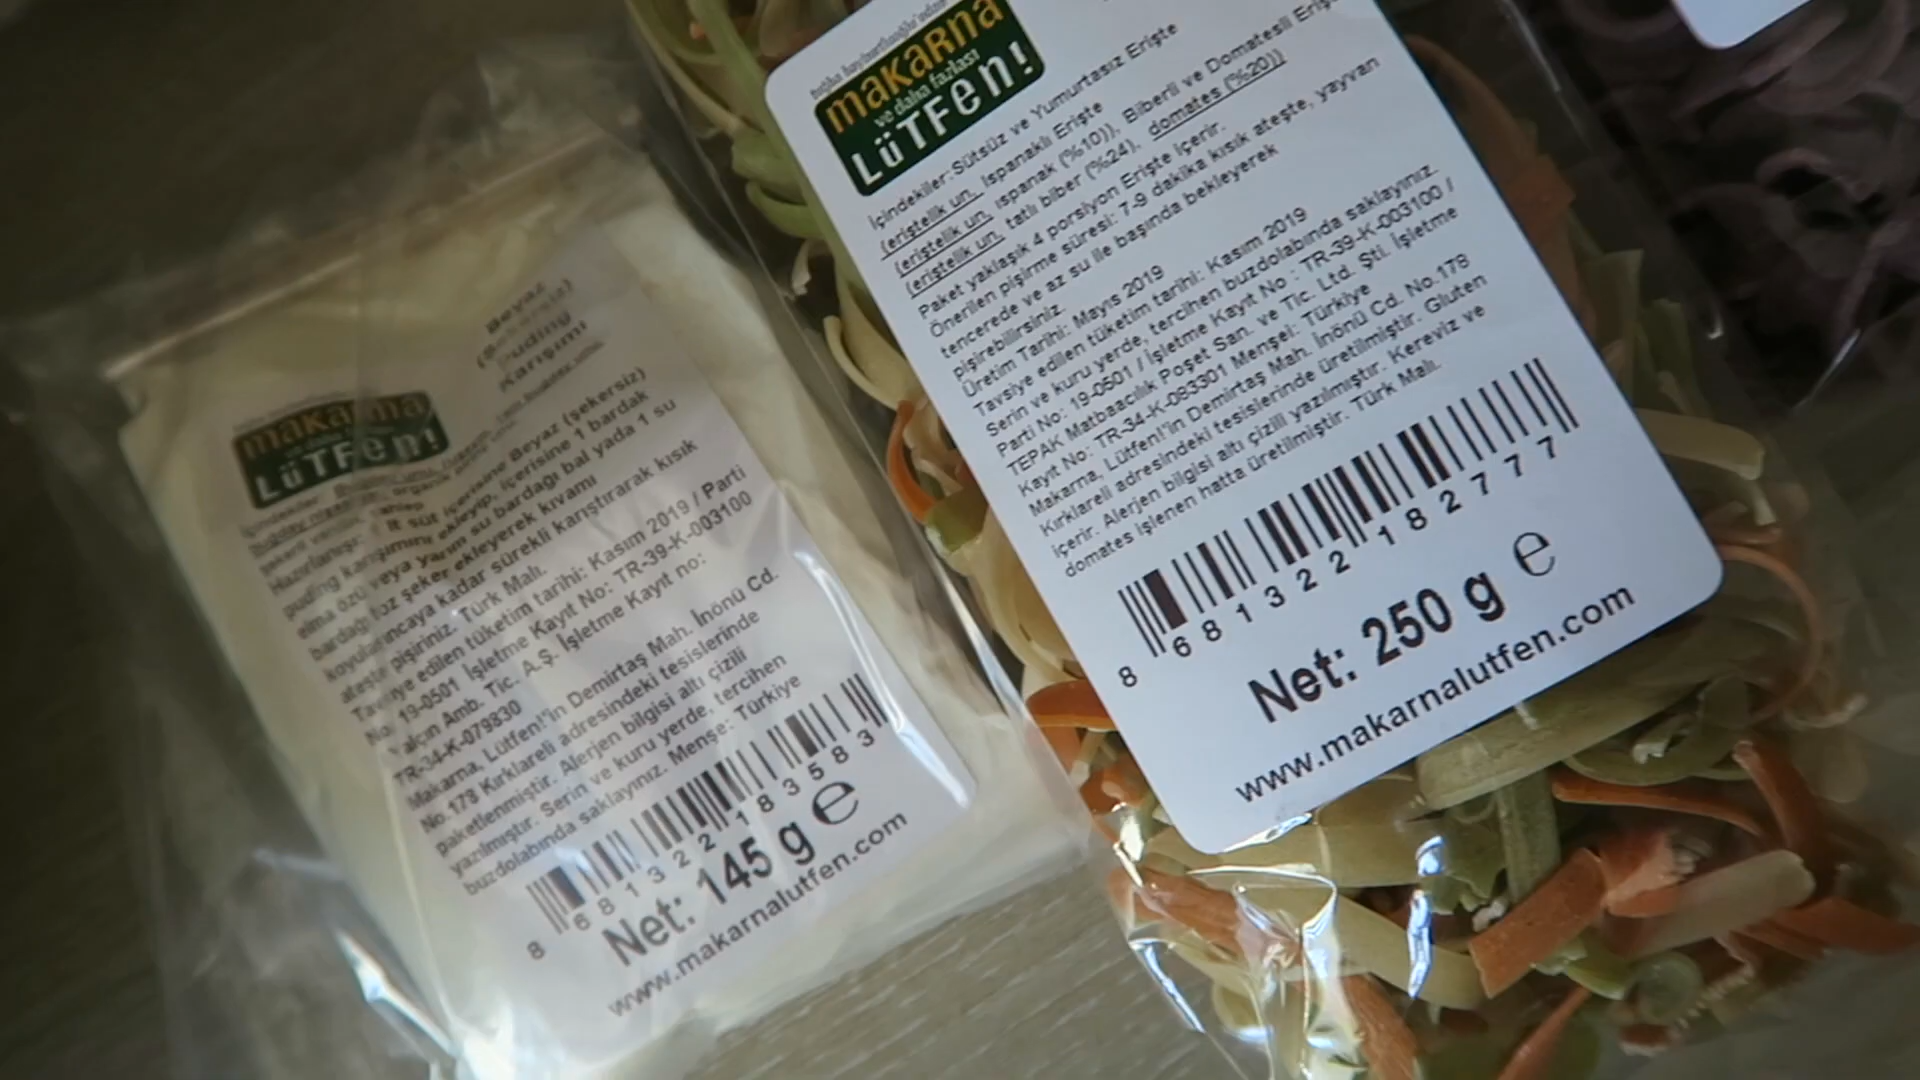 makarna
ve daha fazlası
LüTFen!
İçindekiler:Sütsüz ve Yumurtasız Erişte
(eriştelik un, Ispanaklı Erişte
(eriştelik un, ıspanak (%10)), Biberli ve Domatesli
(eriştelik un, tatlı biber (%24), domates (%20))
Paket yaklaşık 4 porsiyon Erişte içerir.
Önerilen pişirme süresi: 7-9 dakika kısık ateşte, yayvan
tencerede ve az su ile başında bekleyerek
pişirebilirsiniz.
Üretim Tarihi: Mayıs 2019
Tavsiye edilen tüketim tarihi: Kasım 2019
Serin ve kuru yerde, tercihen buzdolabında saklayınız.
Parti No: 19-0501 / İşletme Kayıt No : TR-39-K-003100 /
TEPAK Matbaacılık Poşet San. ve Tic. Ltd. Şti. İşletme
Kayıt No: TR-34-K-093301 Menşei: Türkiye
Makarna, Lütfen!'in Demirtaş Mah. İnönü Cd. No.178
Kırklareli adresindeki tesislerinde üretilmiştir. Gluten
içerir. Alerjen bilgisi altı çizili yazılmıştır. Kereviz ve
domates işlenen hatta üretilmiştir. Türk Malı.
8 681322 182777
Net: 250 g e
www.makarnalutfen.com
makarna
LüTFen!
Beyaz
Puding
Karışımı
İçindekiler:
Hazırlanışı: 1 lt süt içerisine Beyaz (şekersiz)
puding karışımını ekleyip, içerisine 1 bardak
elma özü veya yarım su bardağı bal yada 1 su
bardağı toz şeker ekleyerek kıvamı
koyulaşıncaya kadar sürekli karıştırarak kısık
ateşte pişiriniz. Türk Malı.
Tavsiye edilen tüketim tarihi: Kasım 2019 / Parti
No: 19-0501 İşletme Kayıt No: TR-39-K-003100
Yalçın Amb. Tic. A.Ş. İşletme Kayıt no:
TR-34-K-079830
Makarna, Lütfen!'in Demirtaş Mah. İnönü Cd.
No.178 Kırklareli adresindeki tesislerinde
paketlenmiştir. Alerjen bilgisi altı çizili
yazılmıştır. Serin ve kuru yerde, tercihen
buzdolabında saklayınız. Menşe: Türkiye
8 681322 183583
Net: 145 g e
www.makarnalutfen.com